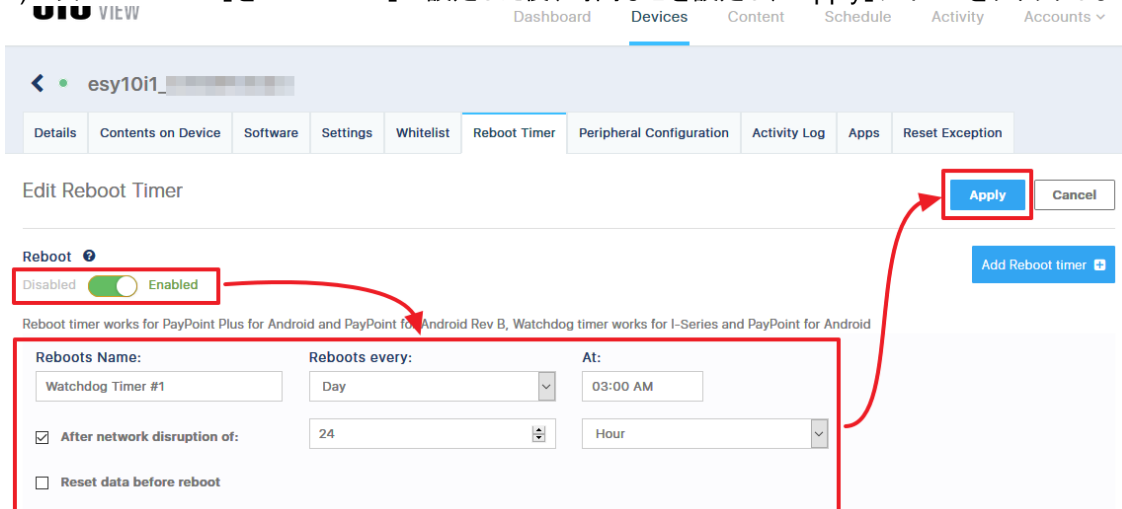 VIEW
Dashboard Devices Content Schedule Activity Accounts
esy10i1_
Details Contents on Device Software Settings Whitelist Reboot Timer Peripheral Configuration Activity Log Apps Reset Exception
Edit Reboot Timer
Apply Cancel
Reboot
Add Reboot timer
Disabled Enabled
Reboot timer works for PayPoint Plus for Android and PayPoint for Android Rev B, Watchdog timer works for I-Series and PayPoint for Android
Reboots Name: Reboots every: At:
Watchdog Timer #1 Day 03:00 AM
After network disruption of: 24 Hour
Reset data before reboot